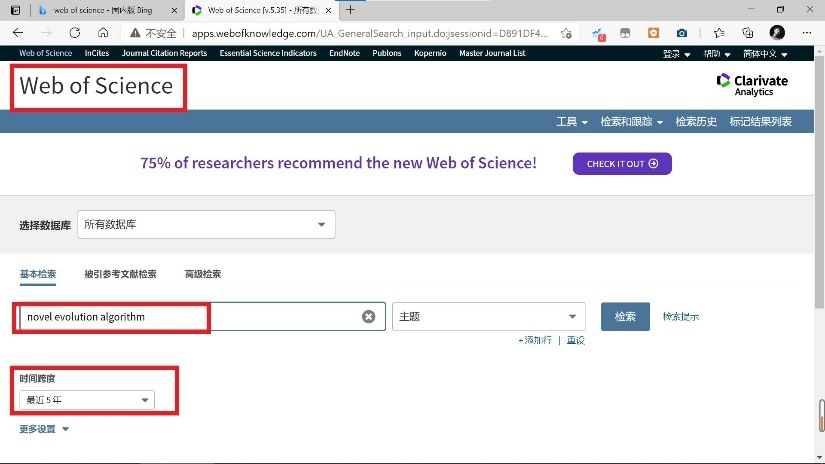 web of science - 国内版 Bing
Web of Science [v.5.35] - 所有数据
不安全
apps.webofknowledge.com/UA_GeneralSearch_input.do;jsessionid=D891DF4...
Web of Science InCites Journal Citation Reports Essential Science Indicators EndNote Publons Kopernio Master Journal List 登录 帮助 简体中文
Web of Science
Clarivate
Analytics
工具 检索和跟踪 检索历史 标记结果列表
75% of researchers recommend the new Web of Science! CHECK IT OUT
选择数据库 所有数据库
基本检索 被引参考文献检索 高级检索
novel evolution algorithm 主题 检索 检索提示
+添加行 | 重设
时间跨度
最近5年
更多设置